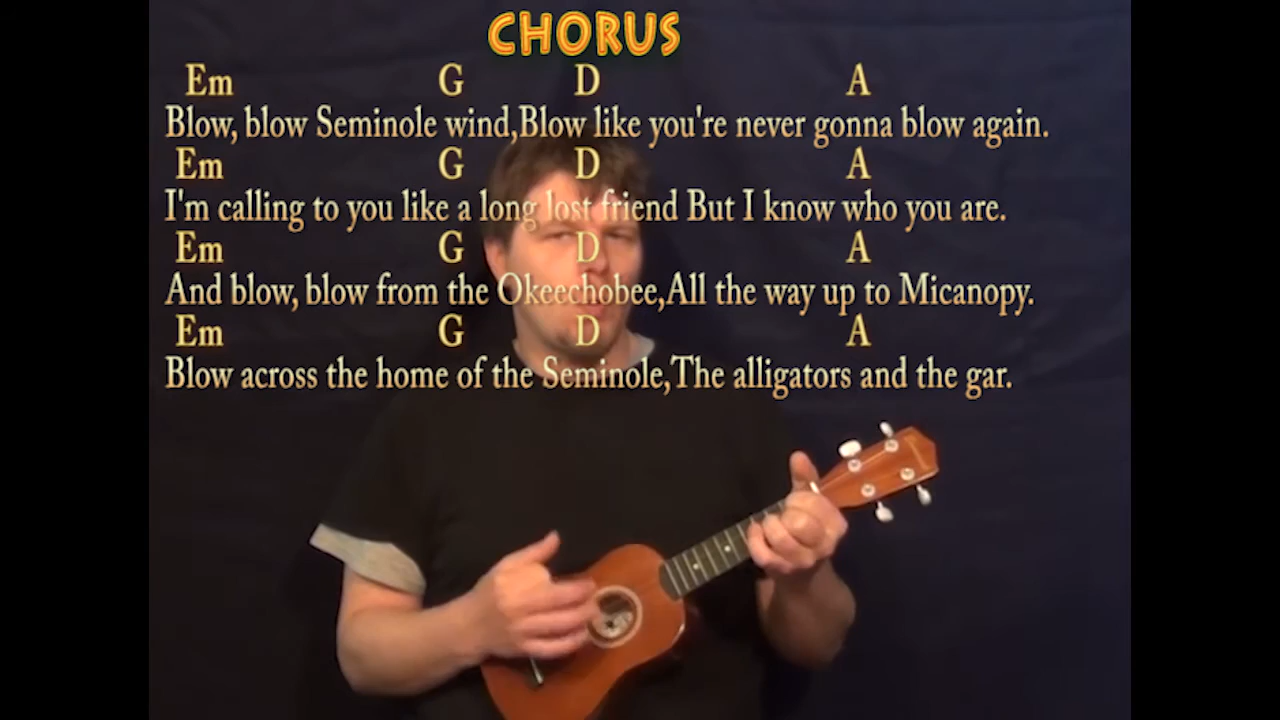 CHORUS
Em G D A
Blow, blow Seminole wind,Blow like you're never gonna blow again.
Em G D A
I'm calling to you like a long lost friend But I know who you are.
Em G D A
And blow, blow from the Okeechobee,All the way up to Micanopy.
Em G D A
Blow across the home of the Seminole,The alligators and the gar.